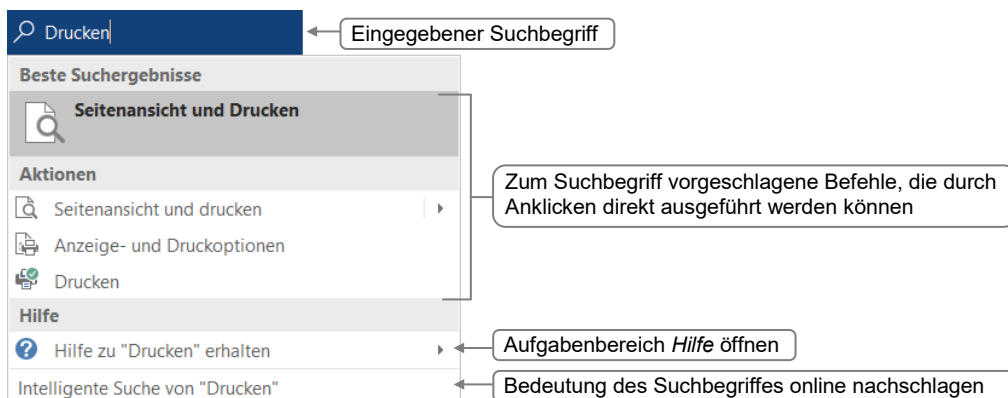 Drucken
Eingegebener Suchbegriff
Beste Suchergebnisse
Seitenansicht und Drucken
Aktionen
Seitenansicht und drucken
Anzeige- und Druckoptionen
Drucken
Zum Suchbegriff vorgeschlagene Befehle, die durch
Anklicken direkt ausgeführt werden können
Hilfe
Hilfe zu "Drucken" erhalten
Aufgabenbereich Hilfe öffnen
Intelligente Suche von "Drucken"
Bedeutung des Suchbegriffes online nachschlagen